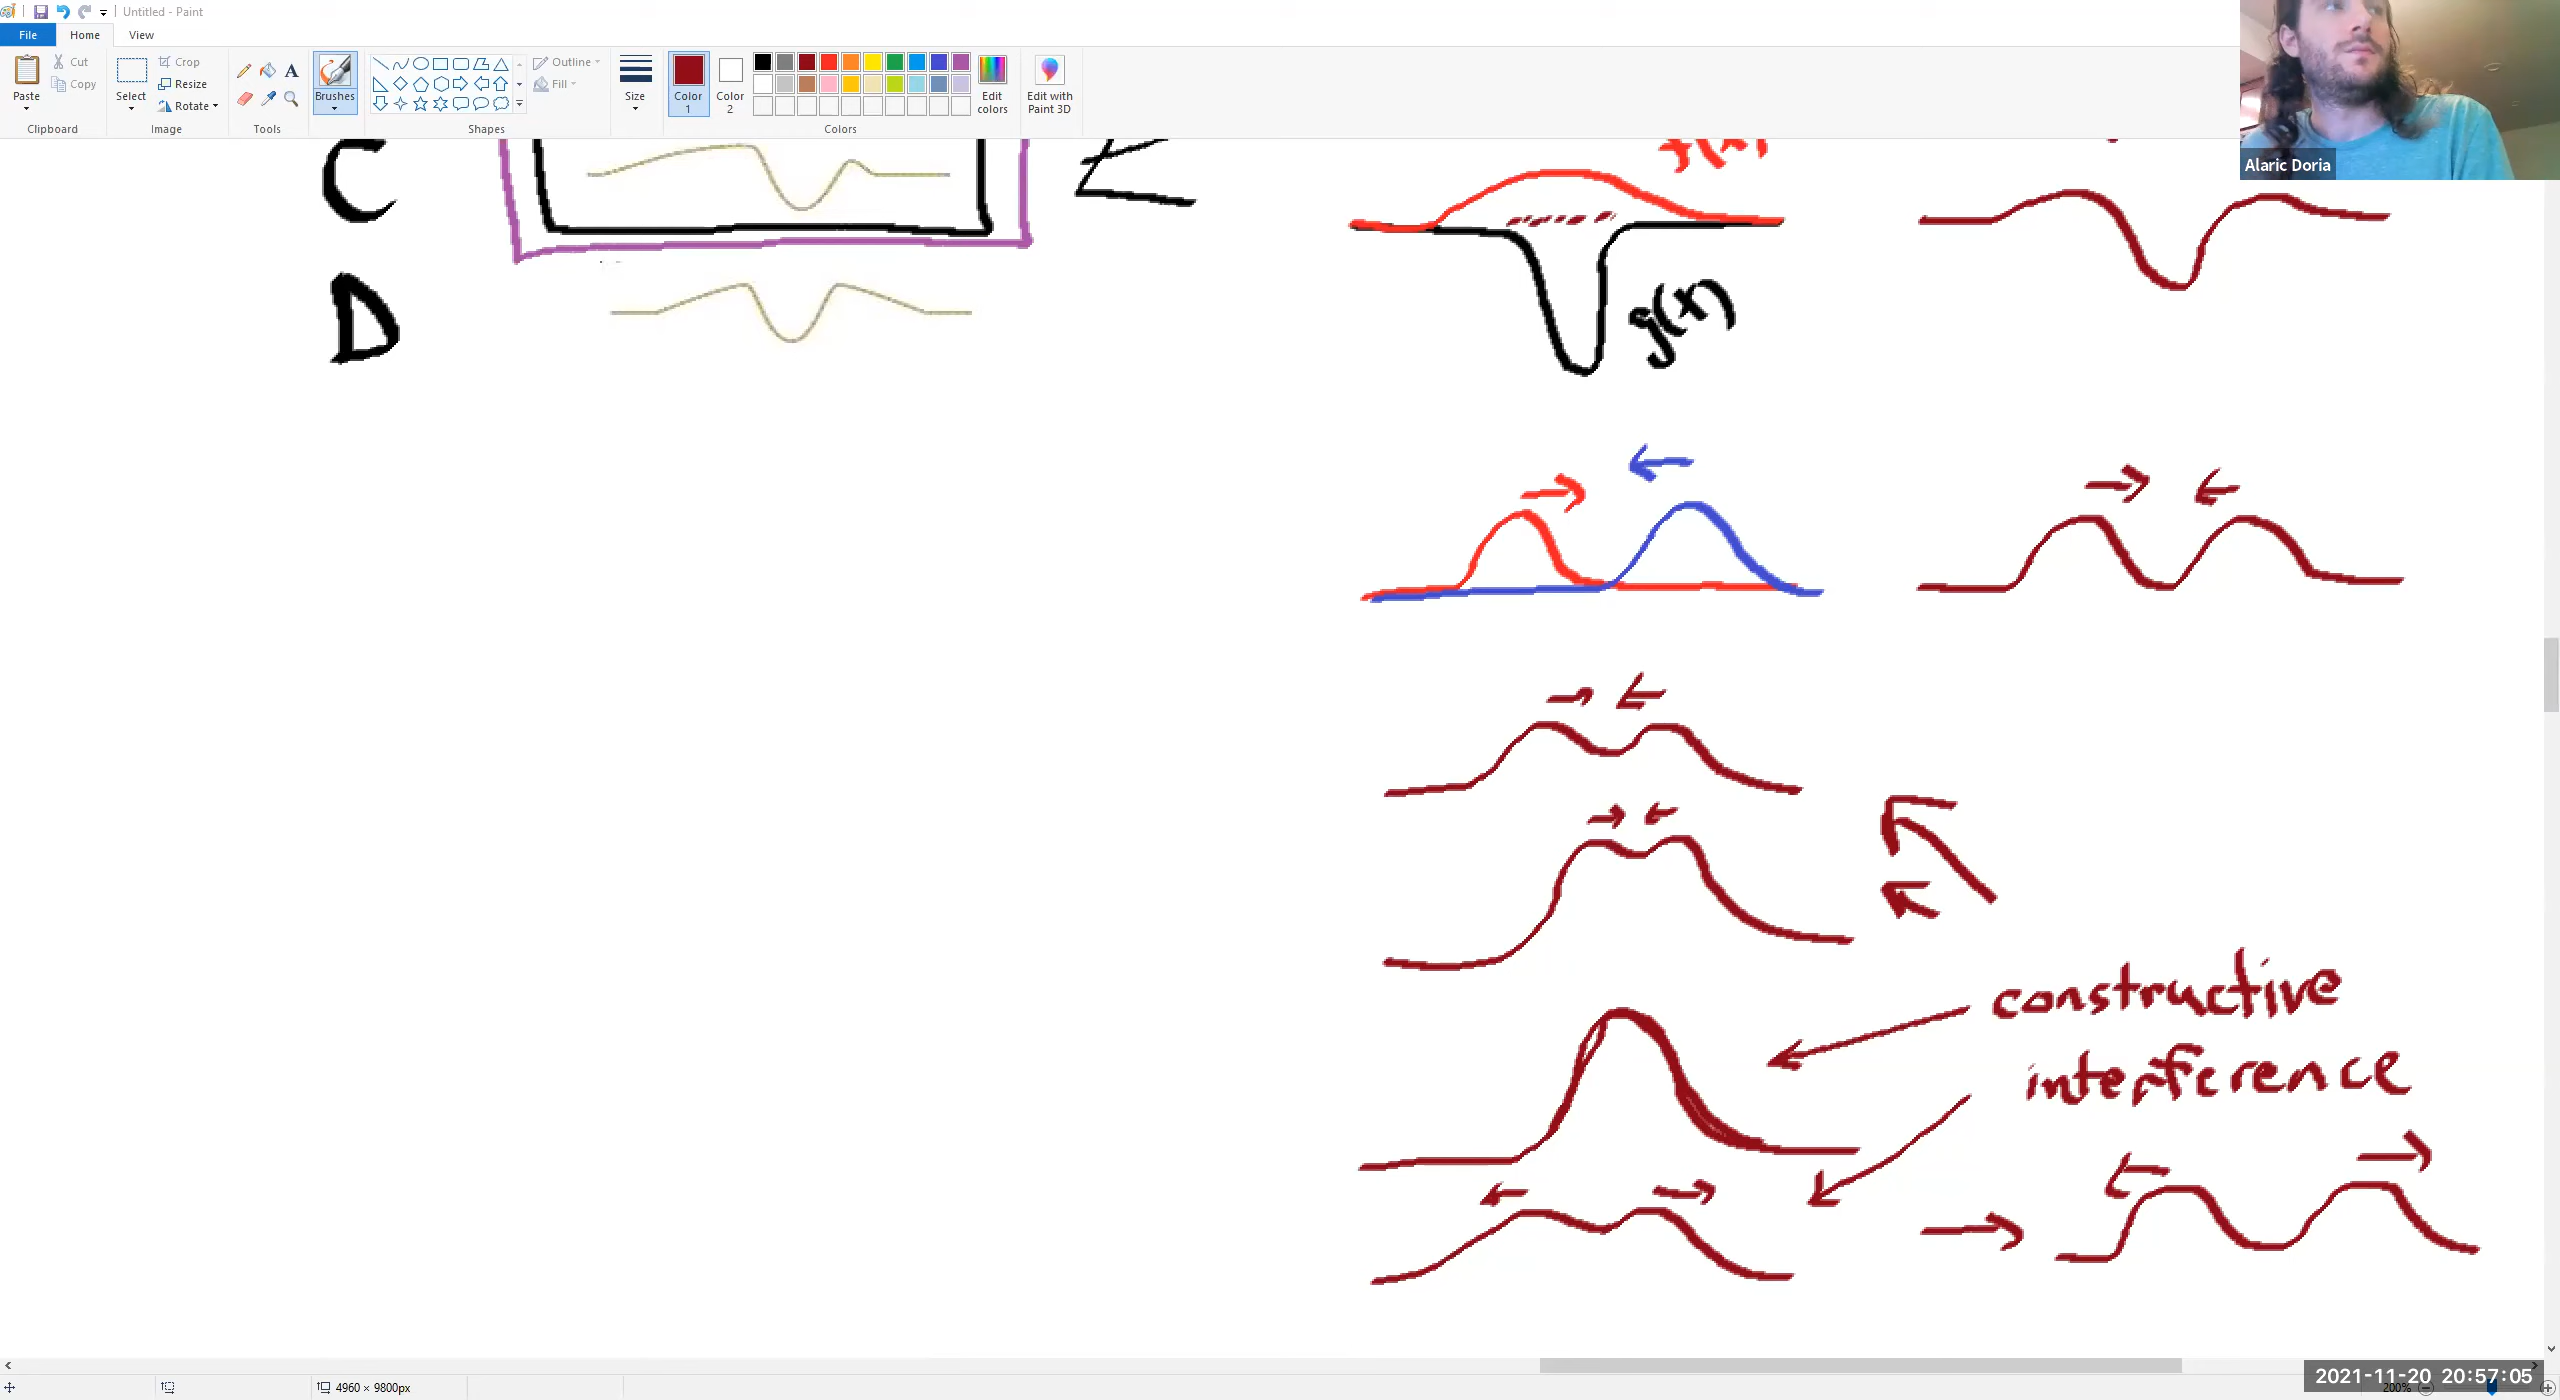 Untitled - Paint
File Home View
Paste
Cut
Copy
Clipboard
Select
Crop
Resize
Rotate
Image
A
Tools
Brushes
Outline
Fill
Shapes
Size
Color 1
Color 2
Edit colors
Colors
Edit with Paint 3D
Alaric Doria
C
f(x)
D
g(x)
constructive
interference
4960 × 9800px
200%
2021-11-20 20:57:05